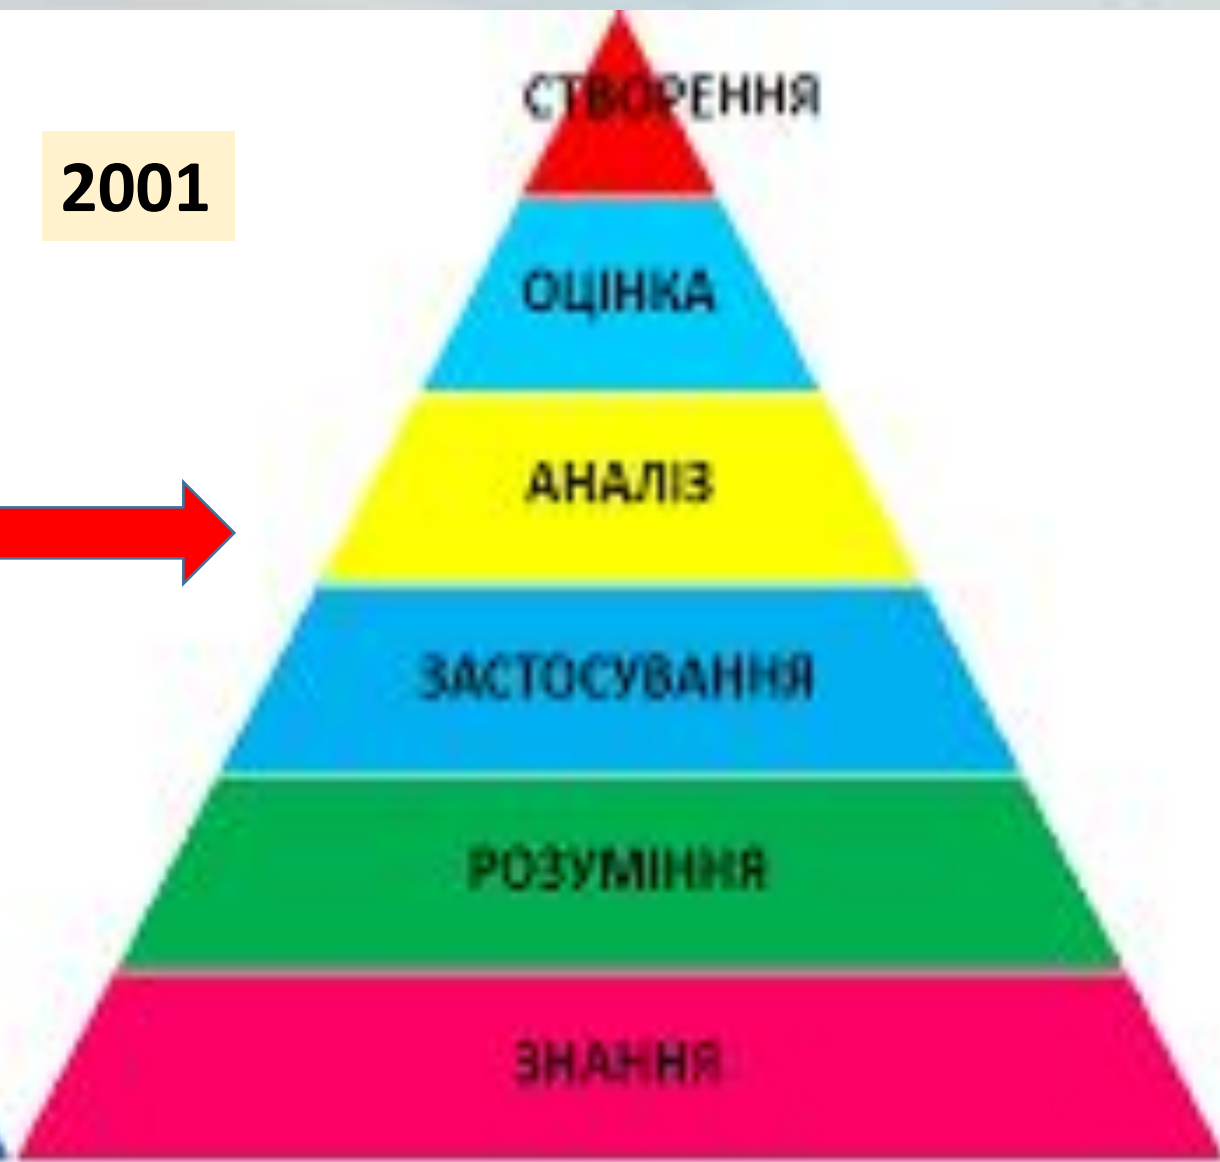 СТВОРЕННЯ
2001
ОЦІНКА
АНАЛІЗ
ЗАСТОСУВАННЯ
РОЗУМІННЯ
ЗНАННЯ